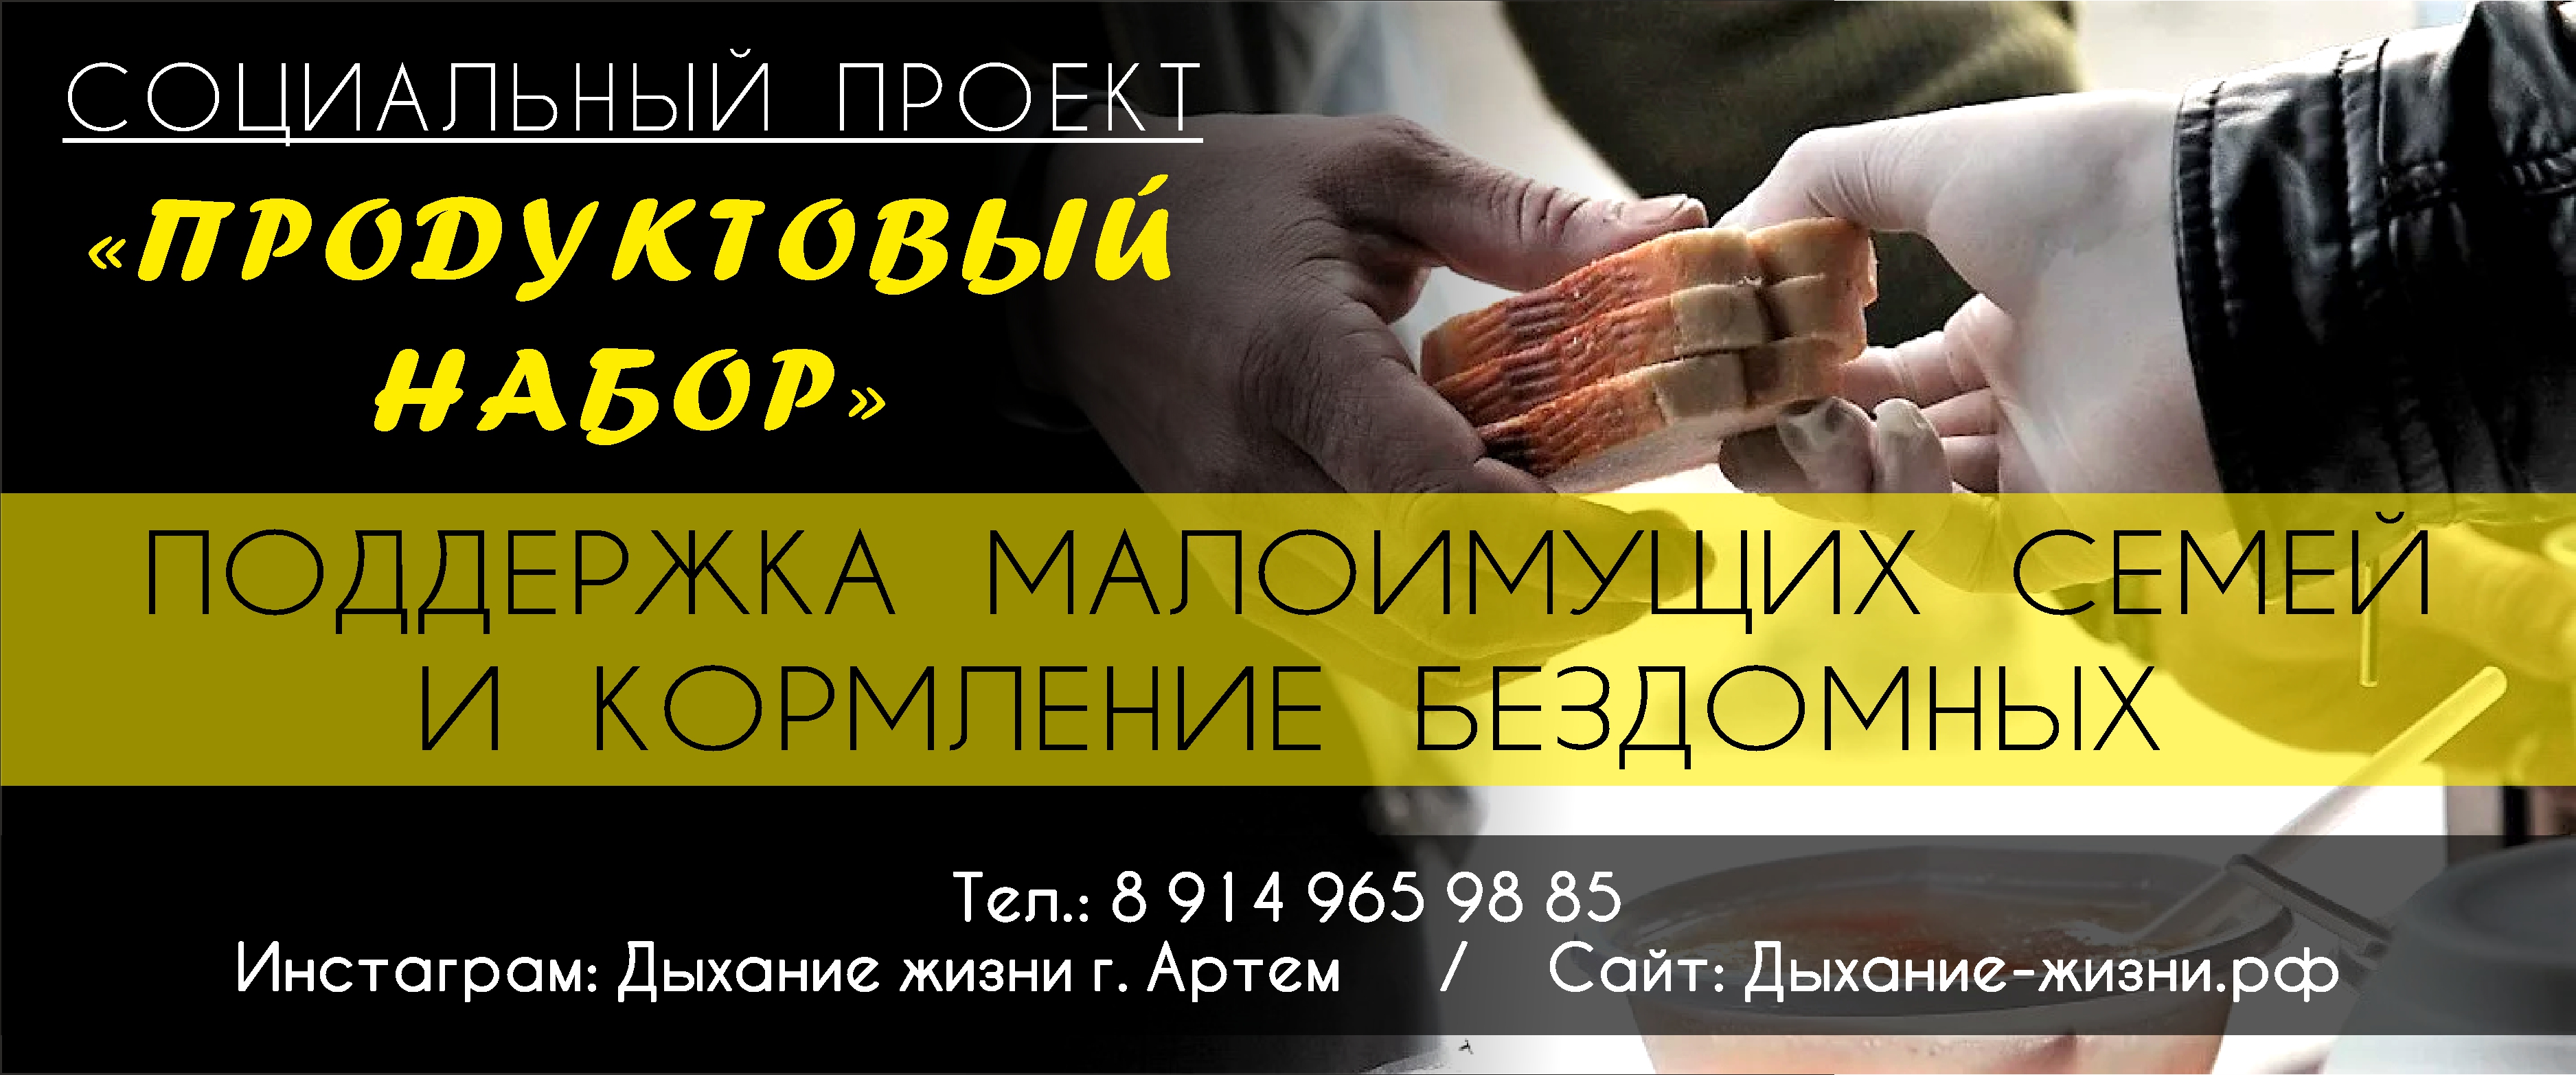 СОЦИАЛЬНЫЙ ПРОЕКТ
«ПРОДУКТОВЫЙ
НАБОР»
ПОДДЕРЖКА МАЛОИМУЩИХ СЕМЕЙ
И КОРМЛЕНИЕ БЕЗДОМНЫХ
Тел.: 8 914 965 98 85
Инстаграм: Дыхание жизни г. Артем / Сайт: Дыхание-жизни.рф